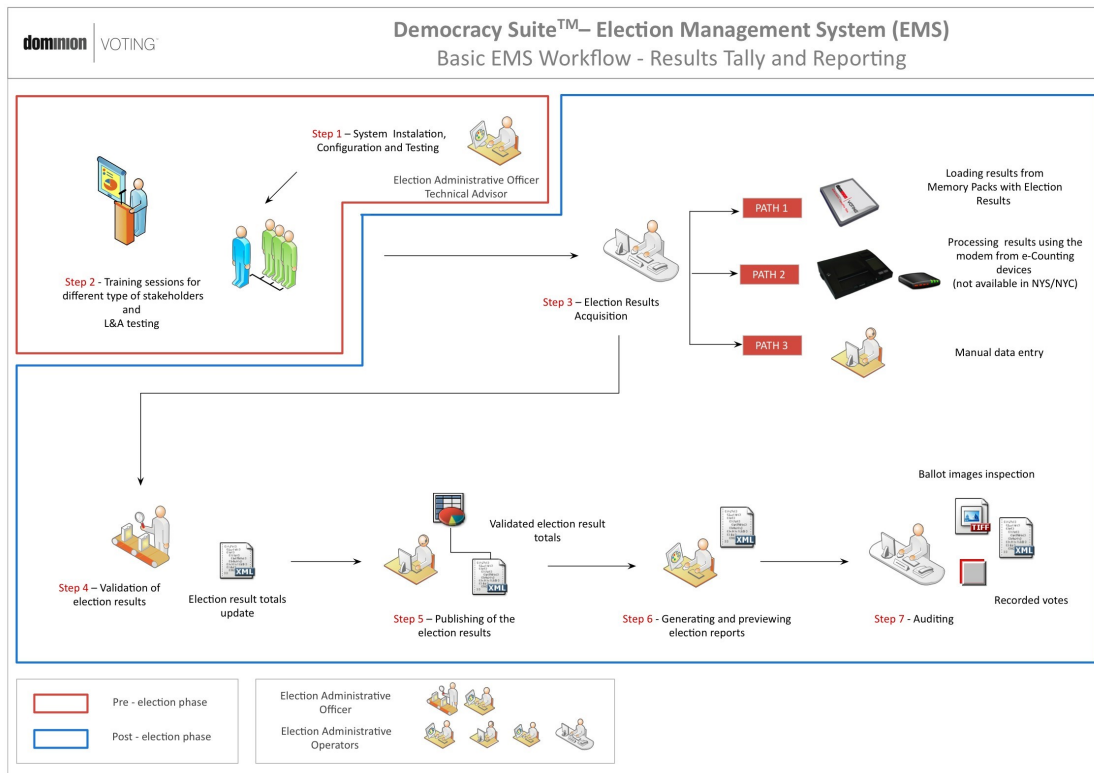 dominion VOTING
Democracy Suite™– Election Management System (EMS)
Basic EMS Workflow - Results Tally and Reporting
Step 1 – System Instalation,
Configuration and Testing
Election Administrative Officer
Technical Advisor
Step 2 - Training sessions for
different type of stakeholders
and
L&A testing
Step 3 – Election Results
Acquisition
PATH 1
Loading results from
Memory Packs with Election
Results
PATH 2
Processing results using the
modem from e-Counting
devices
(not available in NYS/NYC)
PATH 3
Manual data entry
Step 4 – Validation of
election results
XML
Election result totals
update
XML
Step 5 – Publishing of the
election results
Validated election result
totals
XML
Step 6 - Generating and previewing
election reports
Ballot images inspection
TIFF
XML
Recorded votes
Step 7 - Auditing
Pre - election phase
Post - election phase
Election Administrative
Officer
Election Administrative
Operators